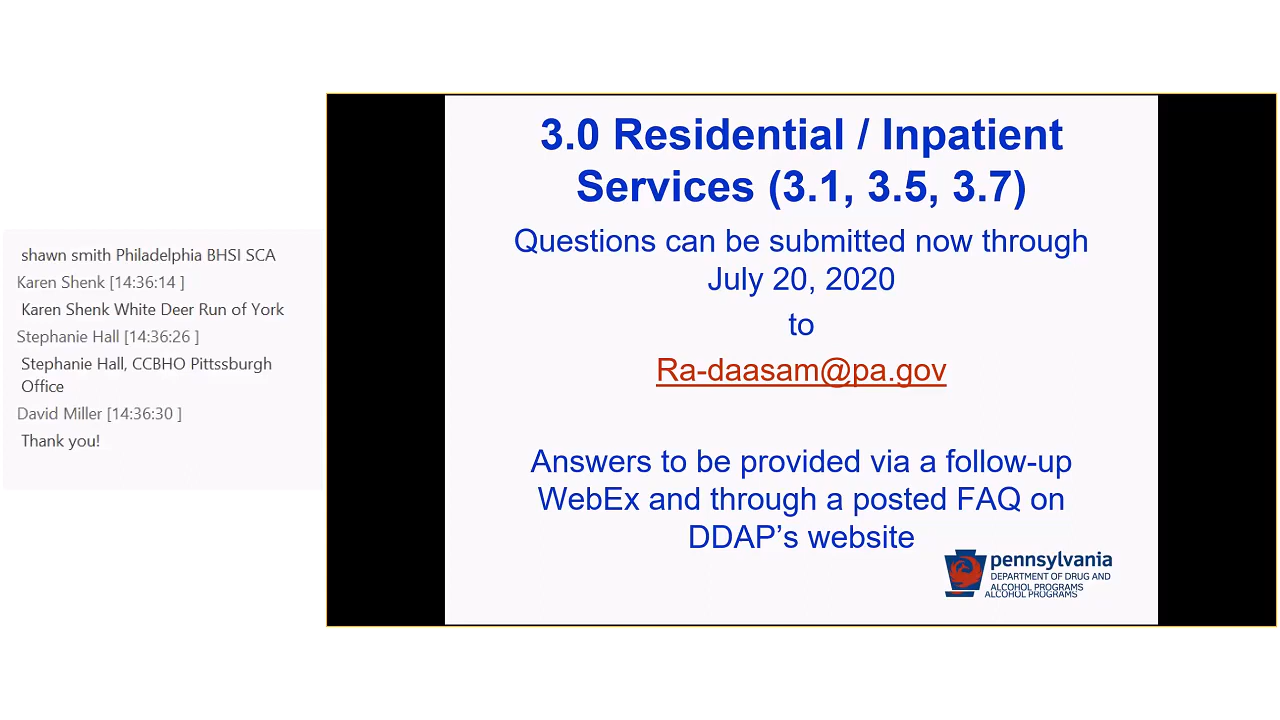 shawn smith Philadelphia BHSI SCA
Karen Shenk [14:36:14 ]
Karen Shenk White Deer Run of York
Stephanie Hall [14:36:26 ]
Stephanie Hall, CCBHO Pittssburgh
Office
David Miller [14:36:30 ]
Thank you!
3.0 Residential / Inpatient
Services (3.1, 3.5, 3.7)
Questions can be submitted now through
July 20, 2020
to
Ra-daasam@pa.gov
Answers to be provided via a follow-up
WebEx and through a posted FAQ on
DDAP’s website
pennsylvania
DEPARTMENT OF DRUG AND
ALCOHOL PROGRAMS
ALCOHOL PROGRAMS